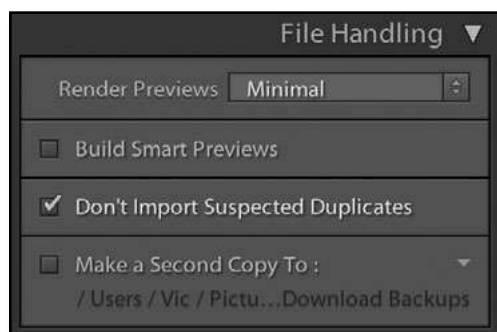 File Handling
Render Previews Minimal
Build Smart Previews
Don't Import Suspected Duplicates
Make a Second Copy To :
/ Users / Vic / Pictu...Download Backups